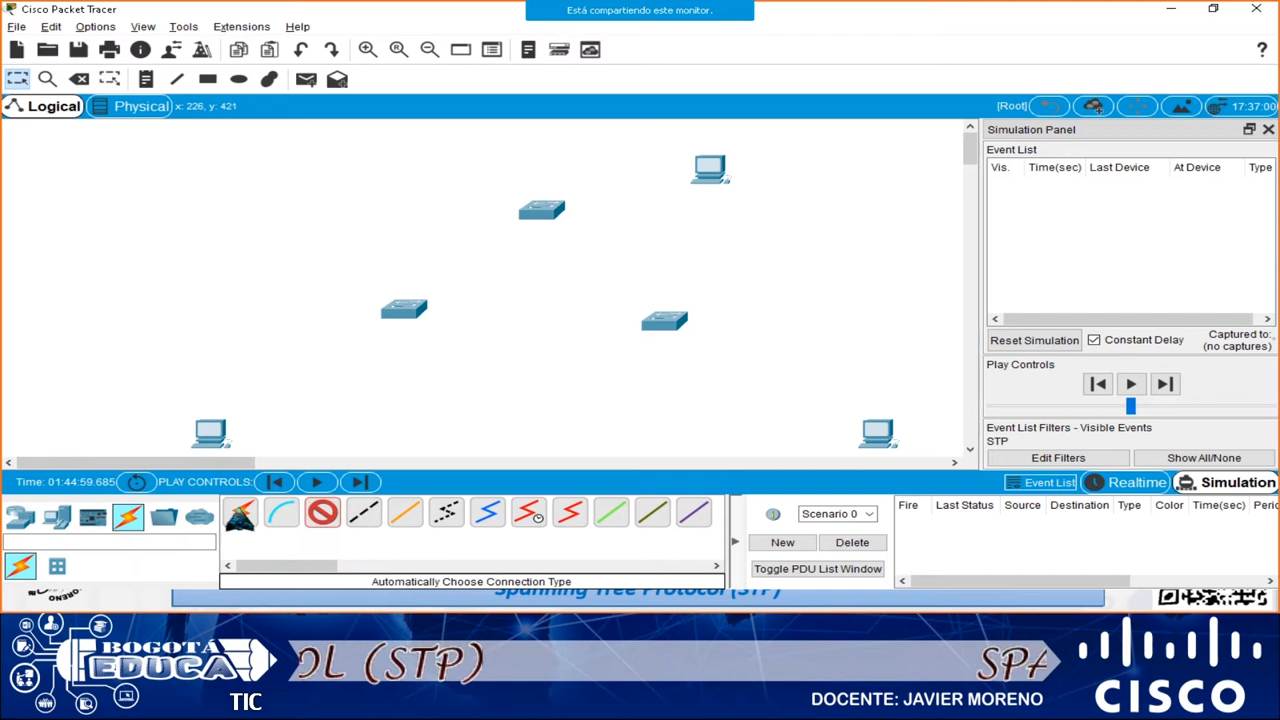 Cisco Packet Tracer
Está compartiendo este monitor.
File Edit Options View Tools Extensions Help
?
Logical Physical x: 226, y: 421 [Root] 17:37:00
Simulation Panel
Event List
Vis. Time(sec) Last Device At Device Type
Reset Simulation Constant Delay Captured to:
(no captures)
Play Controls
Event List Filters - Visible Events
STP
Edit Filters Show All/None
Time: 01:44:59.685 PLAY CONTROLS: Event List Realtime Simulation
Scenario 0
Fire Last Status Source Destination Type Color Time(sec) Perio
New Delete
Toggle PDU List Window
Automatically Choose Connection Type
Spanning Tree Protocol (STP)
BOGOTÁ
EDUCA
TIC
OL (STP) SPA
DOCENTE: JAVIER MORENO
CISCO